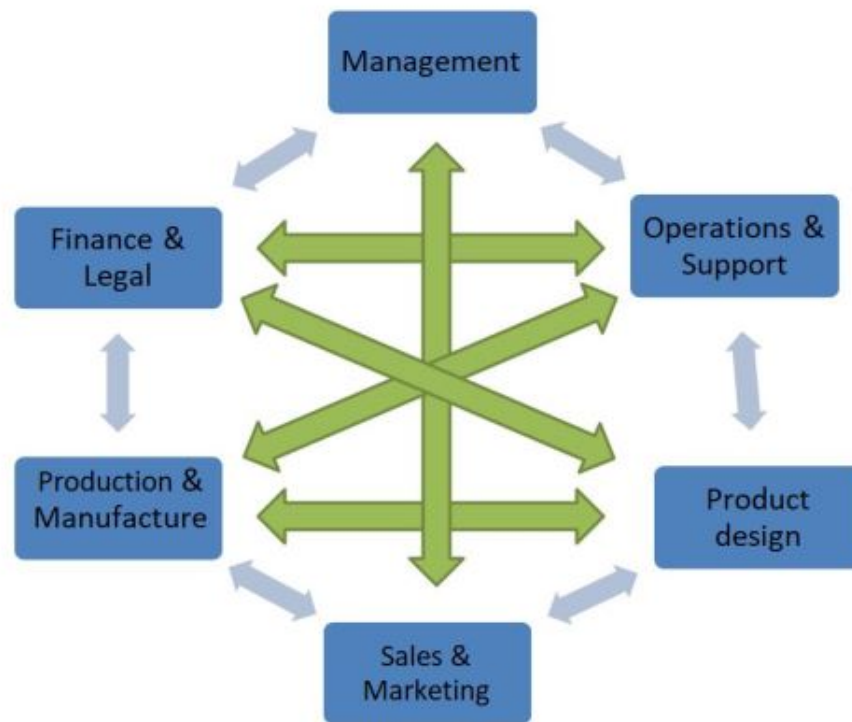 Management
Finance &
Legal
Operations &
Support
Production &
Manufacture
Product
design
Sales &
Marketing